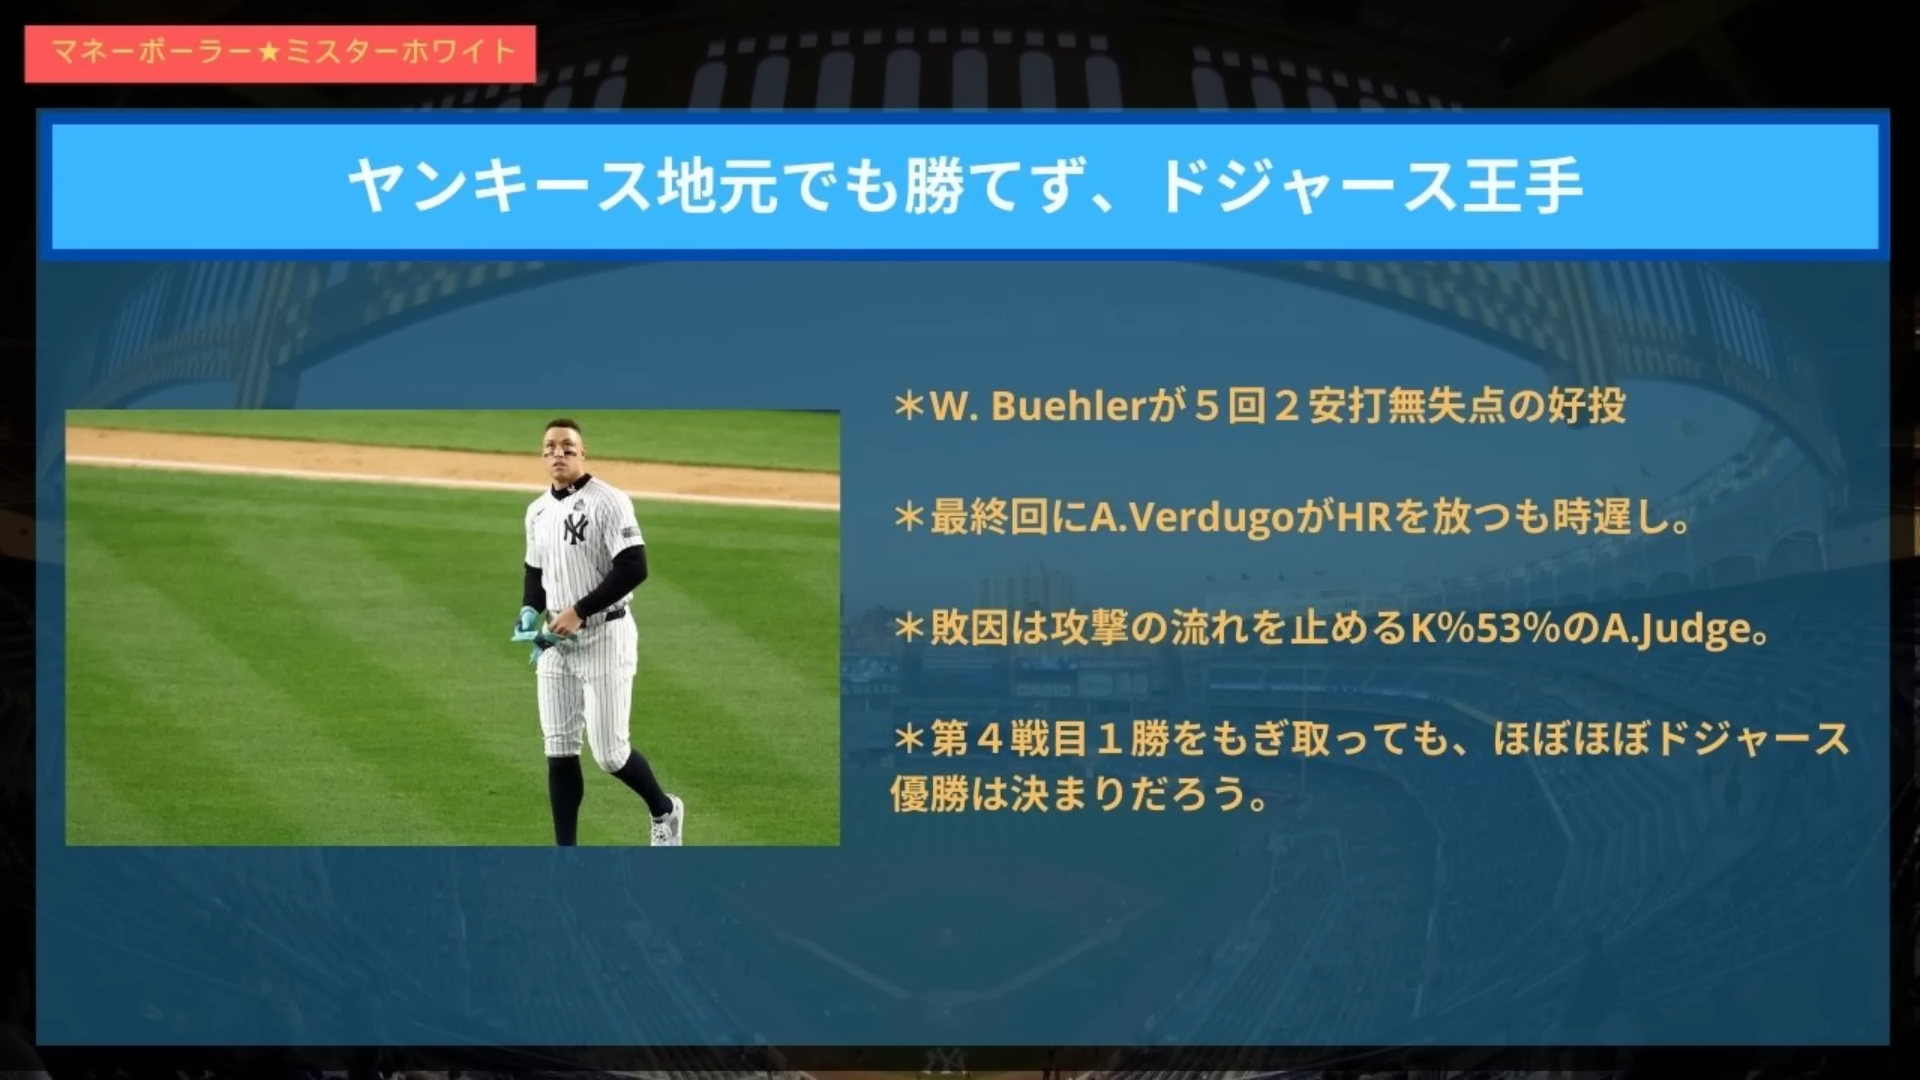 マネーボーラー★ミスターホワイト
ヤンキース地元でも勝てず、ドジャース王手
＊W. Buehlerが５回２安打無失点の好投
＊最終回にA.VerdugoがHRを放つも時遅し。
＊敗因は攻撃の流れを止めるK%53%のA.Judge。
＊第４戦目１勝をもぎ取っても、ほぼほぼドジャース
優勝は決まりだろう。